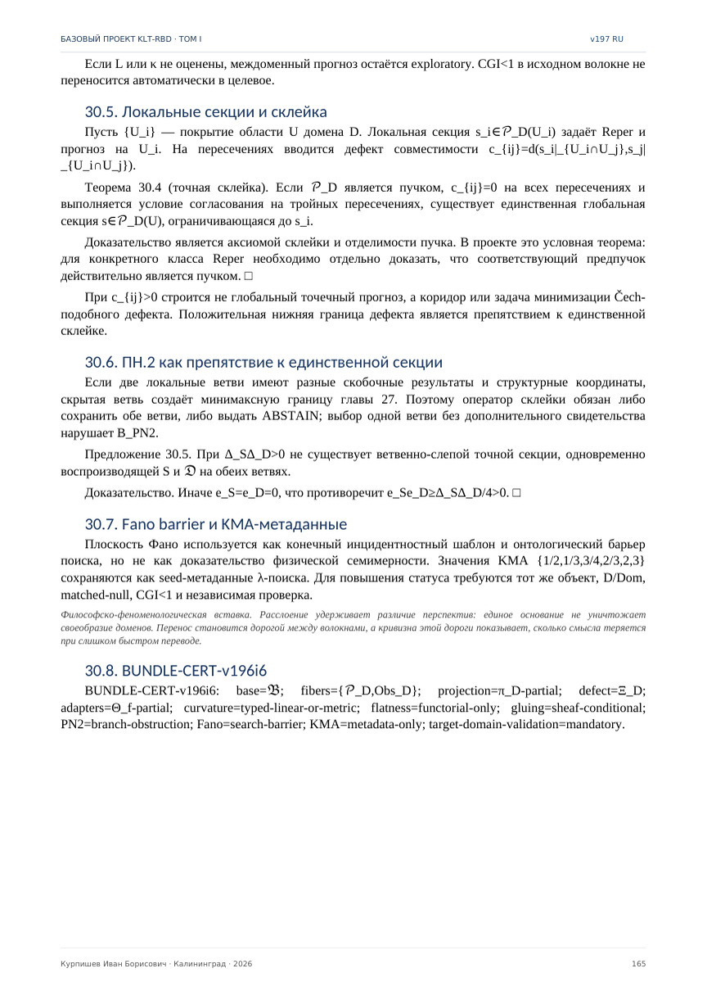 БАЗОВЫЙ ПРОЕКТ KLT-RBD · ТОМ I
v197 RU
Если L или κ не оценены, междоменный прогноз остаётся exploratory. CGI<1 в исходном волокне не
переносится автоматически в целевое.
30.5. Локальные секции и склейка
Пусть {U_i} — покрытие области U домена D. Локальная секция s_i∈𝒫_D(U_i) задаёт Reper и
прогноз на U_i. На пересечениях вводится дефект совместимости c_{ij}=d(s_i|_{U_i∩U_j},s_j|
_{U_i∩U_j}).
Теорема 30.4 (точная склейка). Если 𝒫_D является пучком, c_{ij}=0 на всех пересечениях и
выполняется условие согласования на тройных пересечениях, существует единственная глобальная
секция s∈𝒫_D(U), ограничивающаяся до s_i.
Доказательство является аксиомой склейки и отделимости пучка. В проекте это условная теорема:
для конкретного класса Reper необходимо отдельно доказать, что соответствующий предпучок
действительно является пучком. □
При c_{ij}>0 строится не глобальный точечный прогноз, а коридор или задача минимизации Čech-
подобного дефекта. Положительная нижняя граница дефекта является препятствием к единственной
склейке.
30.6. ПН.2 как препятствие к единственной секции
Если две локальные ветви имеют разные скобочные результаты и структурные координаты,
скрытая ветвь создаёт минимаксную границу главы 27. Поэтому оператор склейки обязан либо
сохранить обе ветви, либо выдать ABSTAIN; выбор одной ветви без дополнительного свидетельства
нарушает B_PN2.
Предложение 30.5. При Δ_SΔ_D>0 не существует ветвенно-слепой точной секции, одновременно
воспроизводящей S и 𝔇 на обеих ветвях.
Доказательство. Иначе e_S=e_D=0, что противоречит e_Se_D≥Δ_SΔ_D/4>0. □
30.7. Fano barrier и KMA-метаданные
Плоскость Фано используется как конечный инцидентностный шаблон и онтологический барьер
поиска, но не как доказательство физической семимерности. Значения KMA {1/2,1/3,3/4,2/3,2,3}
сохраняются как seed-метаданные λ-поиска. Для повышения статуса требуются тот же объект, D/Dom,
matched-null, CGI<1 и независимая проверка.
Философско-феноменологическая вставка. Расслоение удерживает различие перспектив: единое основание не уничтожает
своеобразие доменов. Перенос становится дорогой между волокнами, а кривизна этой дороги показывает, сколько смысла теряется
при слишком быстром переводе.
30.8. BUNDLE-CERT-v196i6
BUNDLE-CERT-v196i6: base=𝔅; fibers={𝒫_D,Obs_D}; projection=π_D-partial; defect=Ξ_D;
adapters=Θ_f-partial; curvature=typed-linear-or-metric; flatness=functorial-only; gluing=sheaf-conditional;
PN2=branch-obstruction; Fano=search-barrier; KMA=metadata-only; target-domain-validation=mandatory.
Курпишев Иван Борисович · Калининград · 2026
165